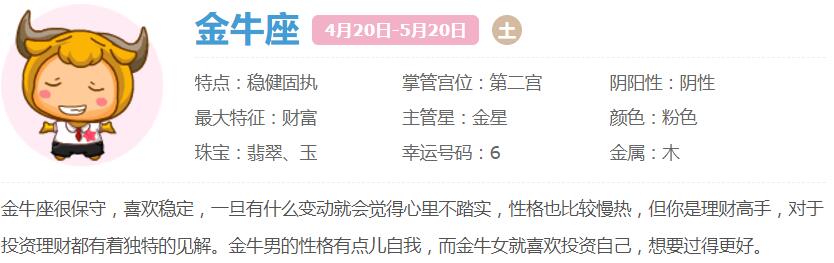 金牛座 4月20日-5月20日 土
特点：稳健固执 掌管宫位：第二宫 阴阳性：阴性
最大特征：财富 主管星：金星 颜色：粉色
珠宝：翡翠、玉 幸运号码：6 金属：木
金牛座很保守，喜欢稳定，一旦有什么变动就会觉得心里不踏实，性格也比较慢热，但你是理财高手，对于
投资理财都有着独特的见解。金牛男的性格有点儿自我，而金牛女就喜欢投资自己，想要过得更好。